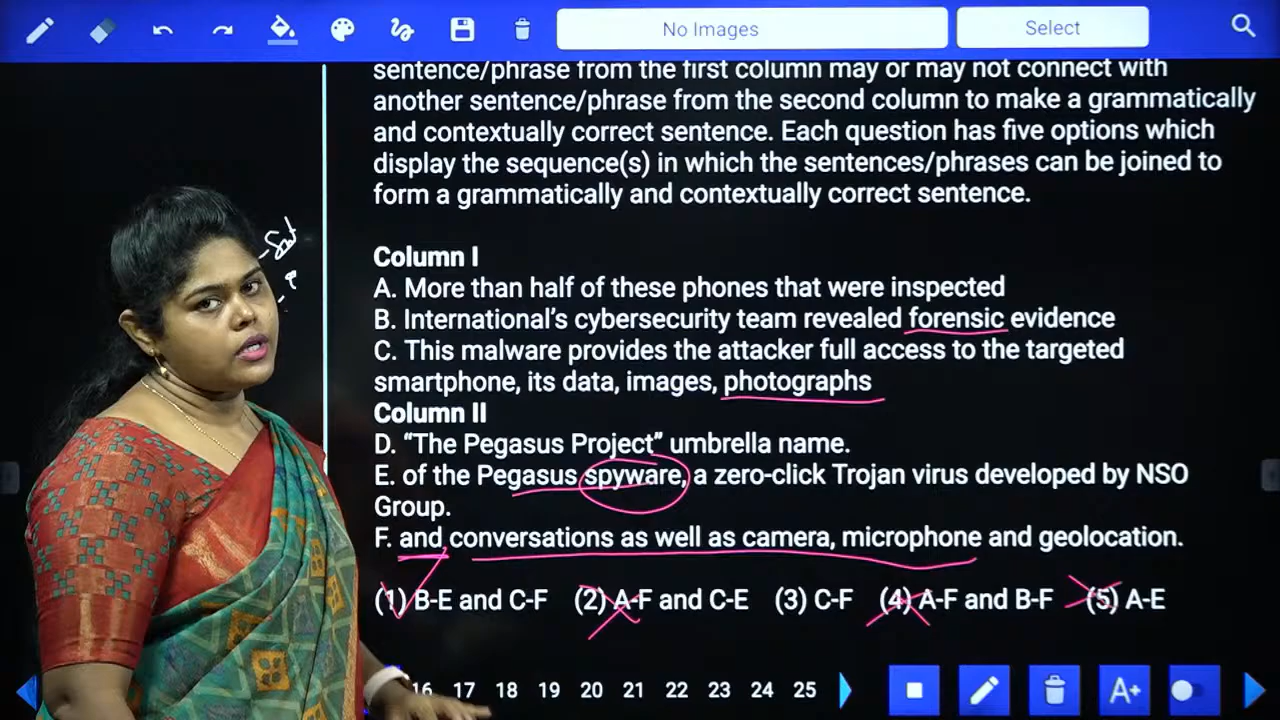 No Images
Select
sentence/phrase from the first column may or may not connect with
another sentence/phrase from the second column to make a grammatically
and contextually correct sentence. Each question has five options which
display the sequence(s) in which the sentences/phrases can be joined to
form a grammatically and contextually correct sentence.
Column I
A. More than half of these phones that were inspected
B. International’s cybersecurity team revealed forensic evidence
C. This malware provides the attacker full access to the targeted
smartphone, its data, images, photographs
Column II
D. “The Pegasus Project” umbrella name.
E. of the Pegasus spyware, a zero-click Trojan virus developed by NSO
Group.
F. and conversations as well as camera, microphone and geolocation.
(1) B-E and C-F (2) A-F and C-E (3) C-F (4) A-F and B-F (5) A-E
16 17 18 19 20 21 22 23 24 25
A+